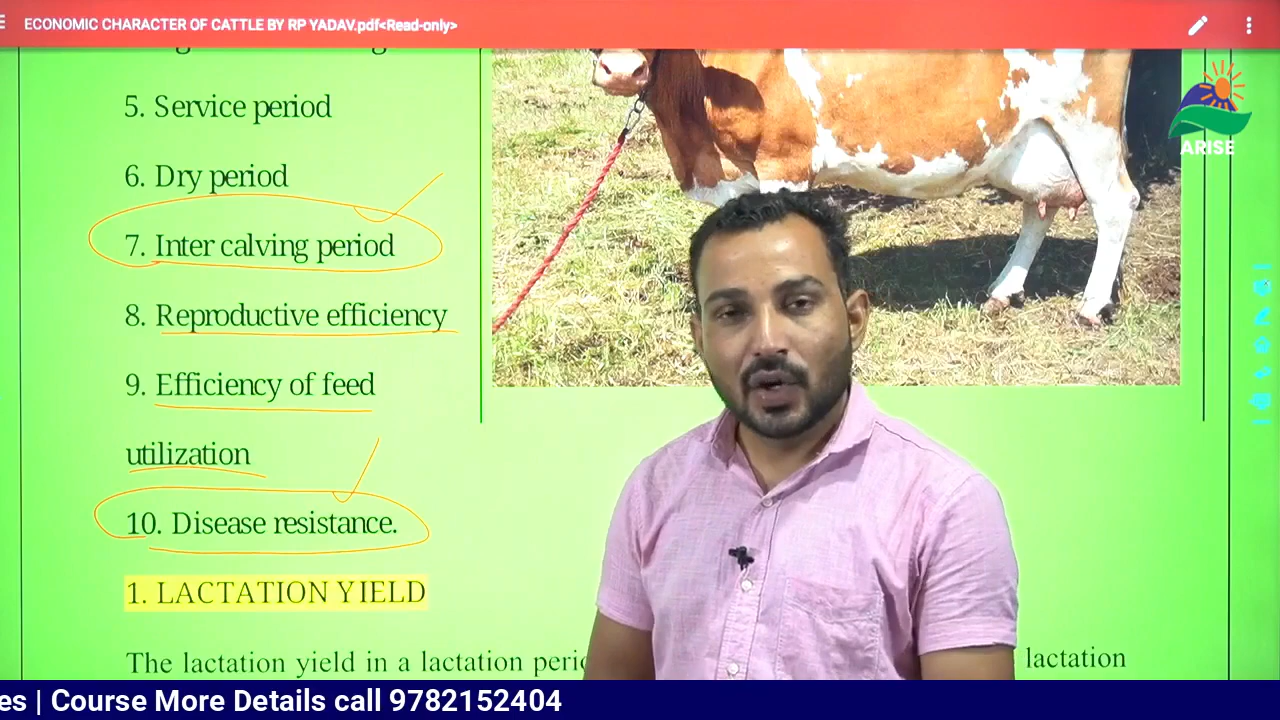 ECONOMIC CHARACTER OF CATTLE BY RP YADAV.pdf<Read-only>
5. Service period
6. Dry period
7. Inter calving period
8. Reproductive efficiency
9. Efficiency of feed
utilization
10. Disease resistance.
1. LACTATION YIELD
The lactation yield in a lactation lactation
ARISE
es | Course More Details call 9782152404